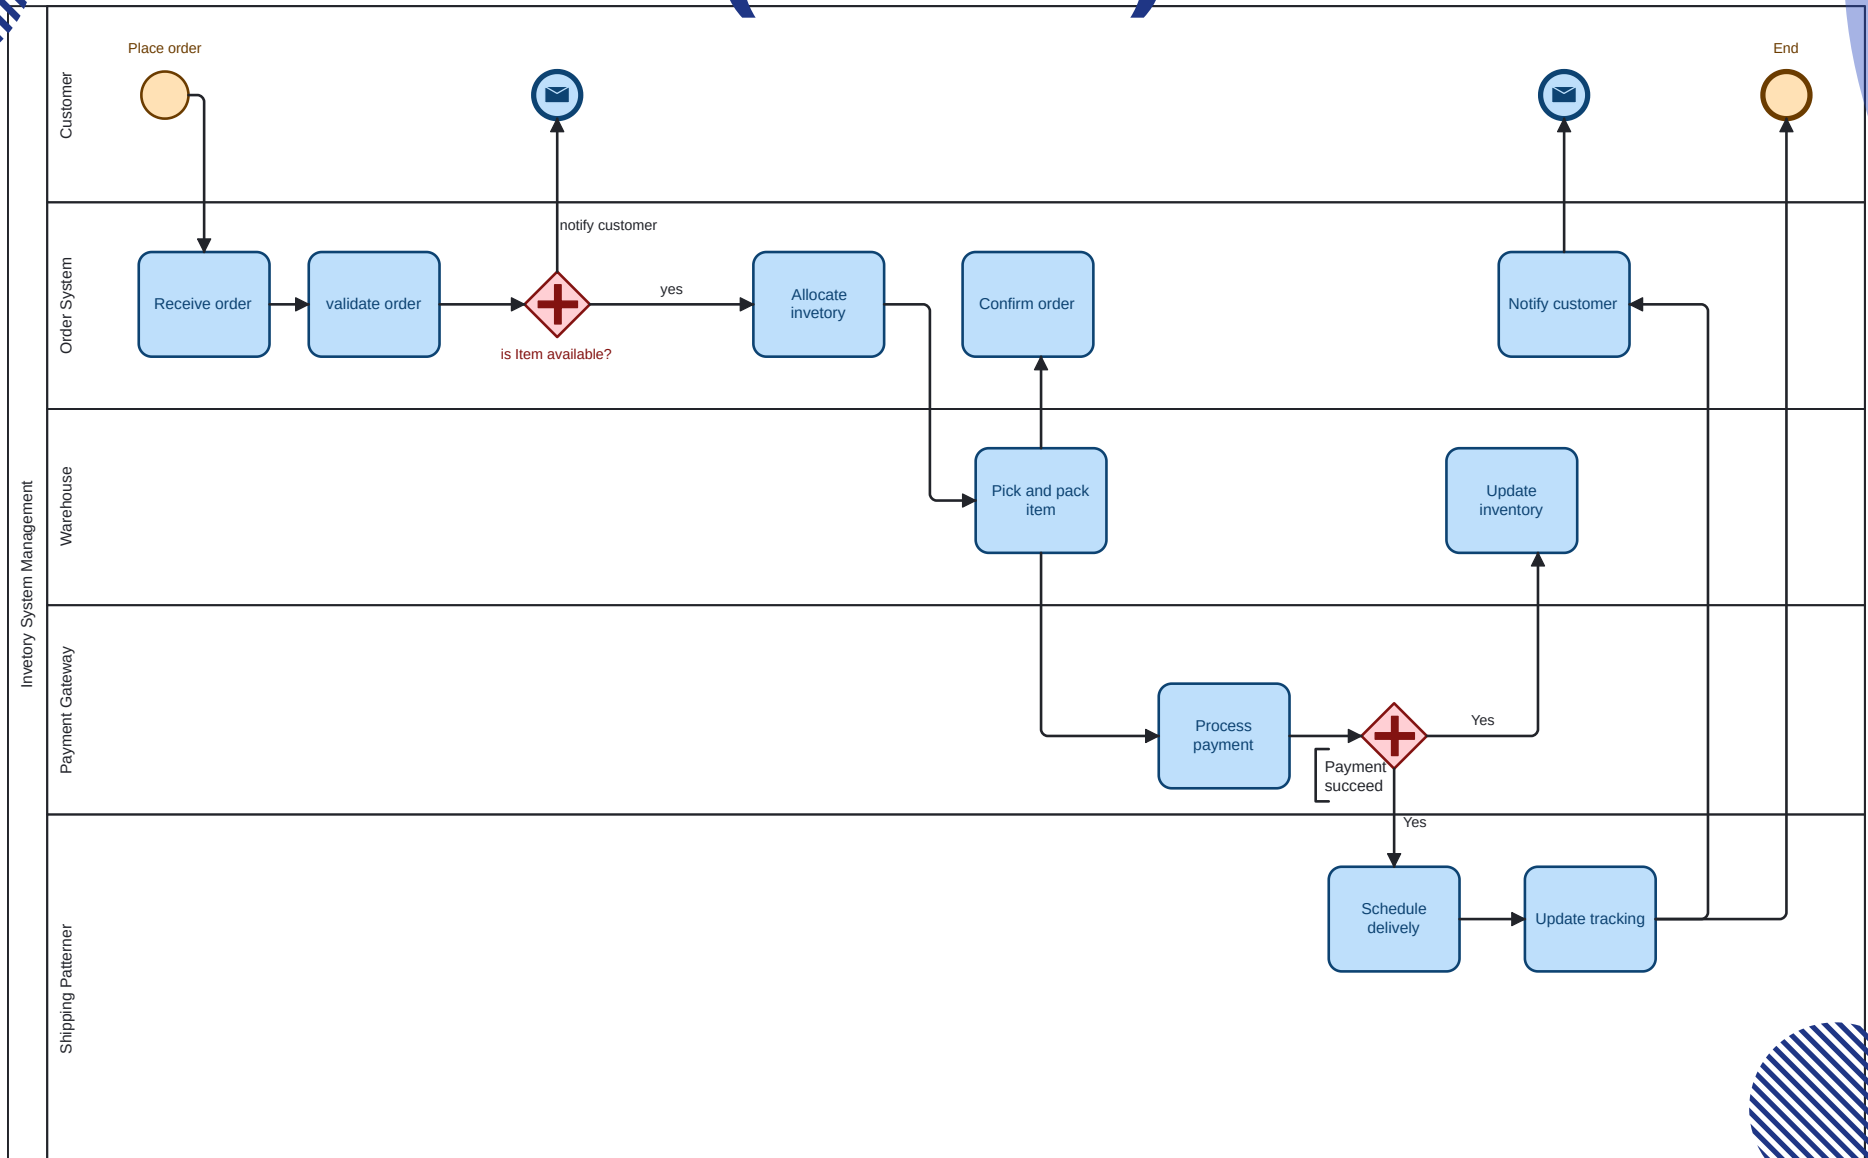 Invetory System Management
Customer
Place order
End
Order System
notify customer
Receive order
validate order
is Item available?
yes
Allocate
invetory
Confirm order
Notify customer
Warehouse
Pick and pack
item
Update
inventory
Payment Gateway
Process
payment
Payment
succeed
Yes
Yes
Shipping Patterner
Schedule
delively
Update tracking